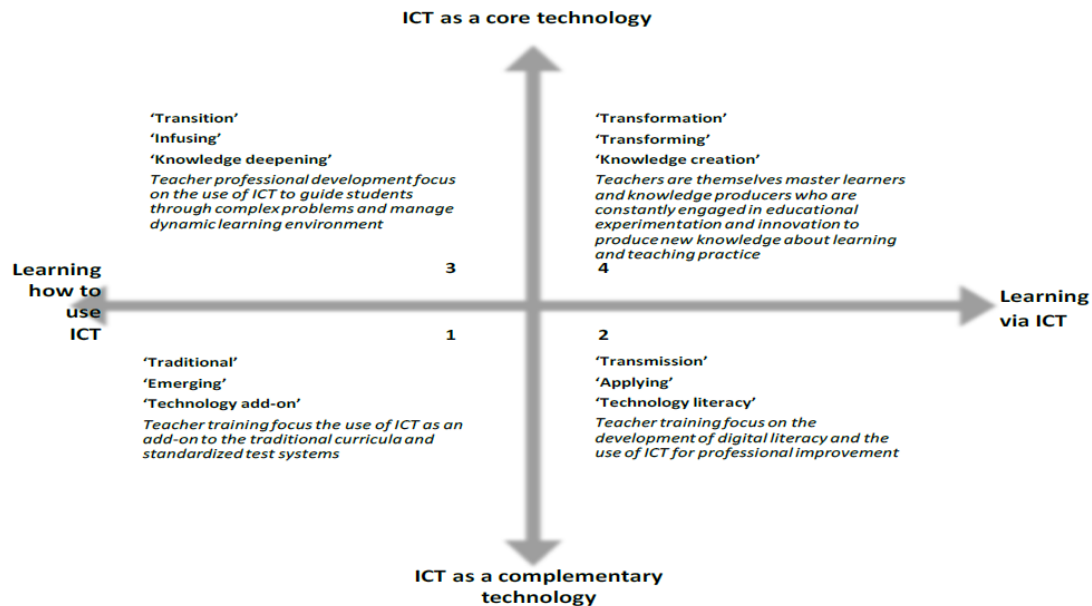 ICT as a core technology
‘Transition’
‘Infusing’
‘Knowledge deepening’
Teacher professional development focus
on the use of ICT to guide students
through complex problems and manage
dynamic learning environment
‘Transformation’
‘Transforming’
‘Knowledge creation’
Teachers are themselves master learners
and knowledge producers who are
constantly engaged in educational
experimentation and innovation to
produce new knowledge about learning
and teaching practice
3
4
Learning
how to
use
ICT
Learning
via ICT
1
2
‘Traditional’
‘Emerging’
‘Technology add-on’
Teacher training focus the use of ICT as an
add-on to the traditional curricula and
standardized test systems
‘Transmission’
‘Applying’
‘Technology literacy’
Teacher training focus on the
development of digital literacy and the
use of ICT for professional improvement
ICT as a complementary
technology